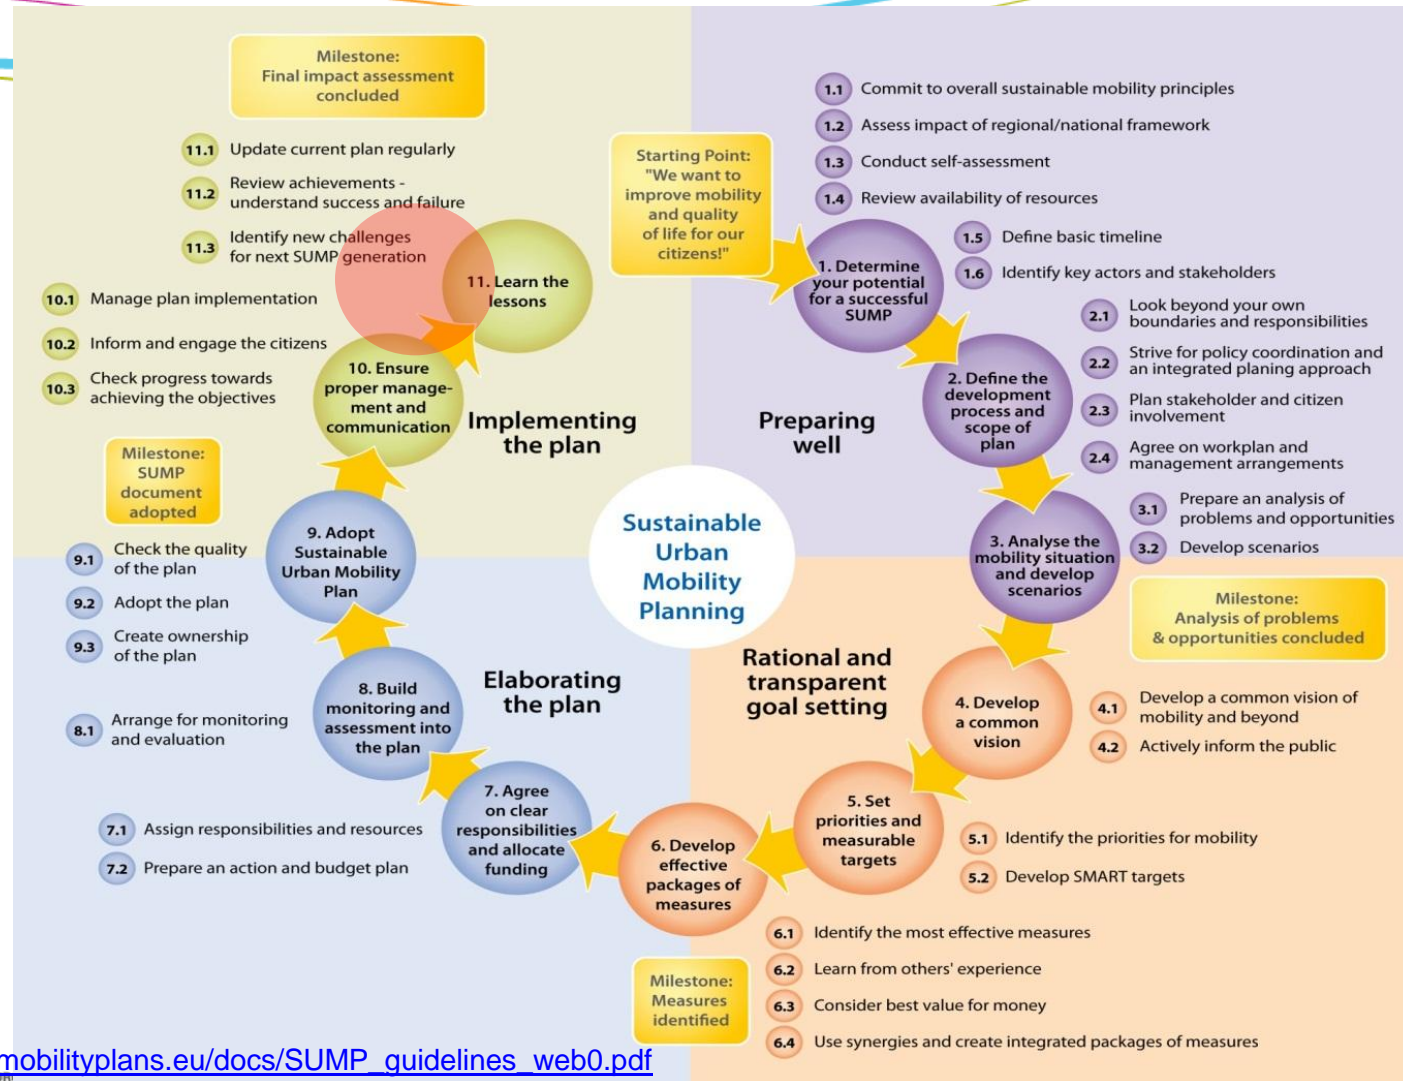 Milestone:
Final impact assessment
concluded
11.1 Update current plan regularly
11.2 Review achievements -
understand success and failure
11.3 Identify new challenges
for next SUMP generation
10.1 Manage plan implementation
10.2 Inform and engage the citizens
10.3 Check progress towards
achieving the objectives
11. Learn the
lessons
10. Ensure
proper manage-
ment and
communication
Implementing
the plan
Starting Point:
"We want to
improve mobility
and quality
of life for our
citizens!"
1.1 Commit to overall sustainable mobility principles
1.2 Assess impact of regional/national framework
1.3 Conduct self-assessment
1.4 Review availability of resources
1.5 Define basic timeline
1.6 Identify key actors and stakeholders
1. Determine
your potential
for a successful
SUMP
2.1 Look beyond your own
boundaries and responsibilities
2.2 Strive for policy coordination and
an integrated planing approach
2.3 Plan stakeholder and citizen
involvement
2.4 Agree on workplan and
management arrangements
2. Define the
development
process and
scope of
plan
Preparing
well
3.1 Prepare an analysis of
problems and opportunities
3.2 Develop scenarios
3. Analyse the
mobility situation
and develop
scenarios
Milestone:
Analysis of problems
& opportunities concluded
Sustainable
Urban
Mobility
Planning
Milestone:
SUMP
document
adopted
9. Adopt
Sustainable
Urban Mobility
Plan
9.1 Check the quality
of the plan
9.2 Adopt the plan
9.3 Create ownership
of the plan
8. Build
monitoring and
assessment into
the plan
8.1 Arrange for monitoring
and evaluation
Elaborating
the plan
7. Agree
on clear
responsibilities
and allocate
funding
7.1 Assign responsibilities and resources
7.2 Prepare an action and budget plan
Rational and
transparent
goal setting
4. Develop
a common
vision
4.1 Develop a common vision of
mobility and beyond
4.2 Actively inform the public
5. Set
priorities and
measurable
targets
5.1 Identify the priorities for mobility
5.2 Develop SMART targets
6. Develop
effective
packages of
measures
6.1 Identify the most effective measures
6.2 Learn from others' experience
6.3 Consider best value for money
6.4 Use synergies and create integrated packages of measures
Milestone:
Measures
identified
mobilityplans.eu/docs/SUMP_guidelines_web0.pdf